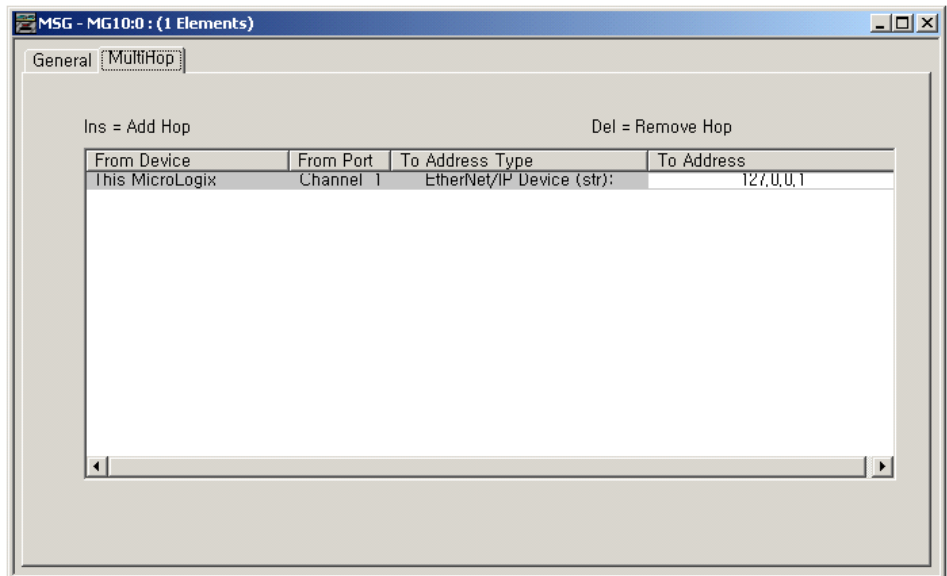 MSG - MG10:0 : (1 Elements)
General MultiHop
Ins = Add Hop Del = Remove Hop
From Device From Port To Address Type To Address
This MicroLogix Channel 1 EtherNet/IP Device (str): 127.0.0.1